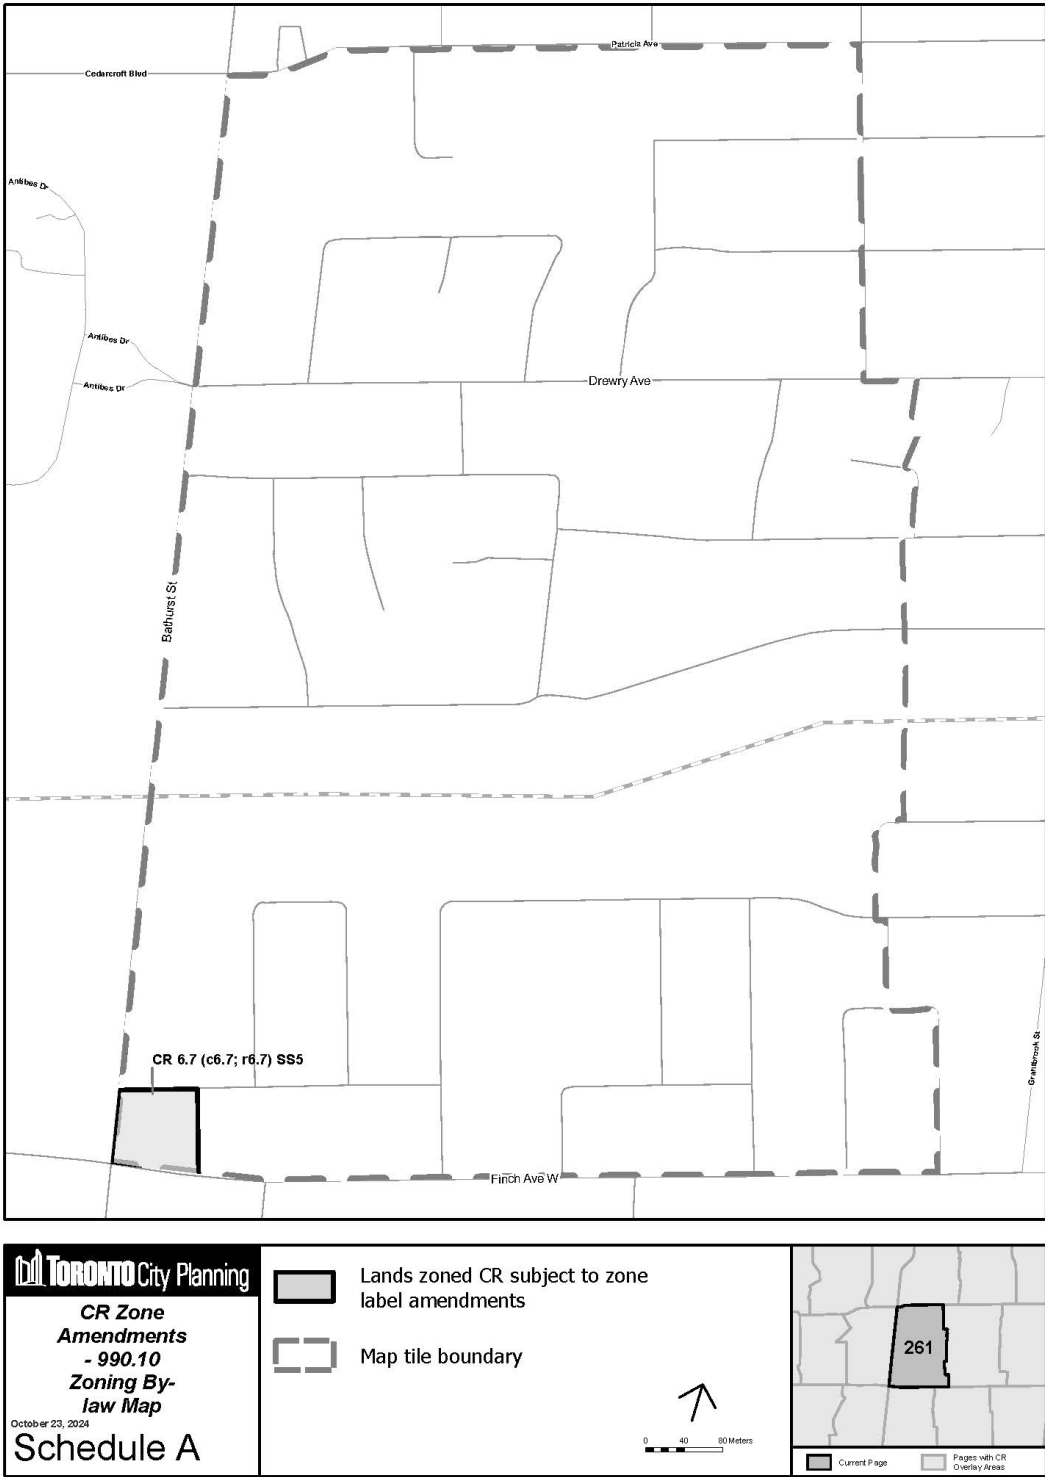 Patricia Ave
Cedarcroft Blvd
Antibes Dr
Antibes Dr
Drewry Ave
Antibes Dr
Bathurst St
Grantbrook St
CR 6.7 (c6.7; r6.7) SS5
Finch Ave W
TORONTO City Planning
CR Zone
Amendments
- 990.10
Zoning By-
law Map
October 23, 2024
Schedule A
Lands zoned CR subject to zone
label amendments
Map tile boundary
0 40 80 Meters
261
Current Page
Pages with CR
Overlay Areas